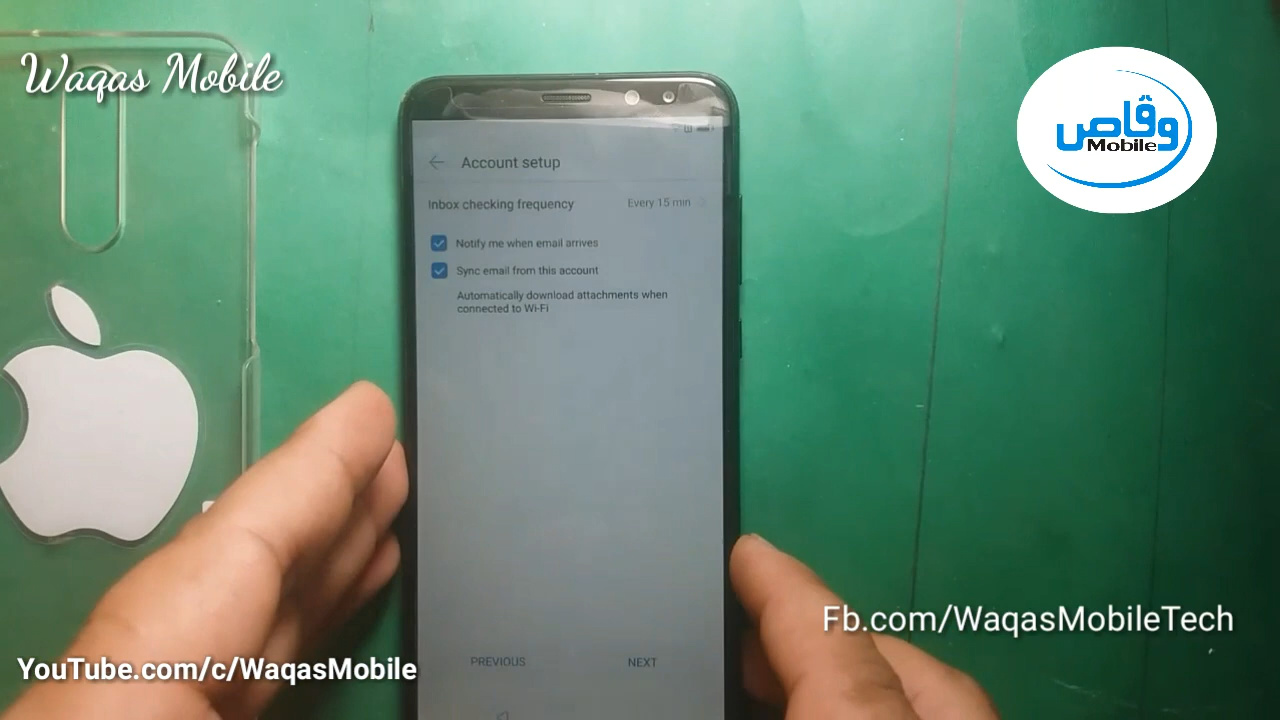 Waqas Mobile
وقاص
Mobile
Account setup
Inbox checking frequency
Every 15 min
Notify me when email arrives
Sync email from this account
Automatically download attachments when
connected to Wi-Fi
Fb.com/WaqasMobileTech
PREVIOUS
NEXT
YouTube.com/c/WaqasMobile